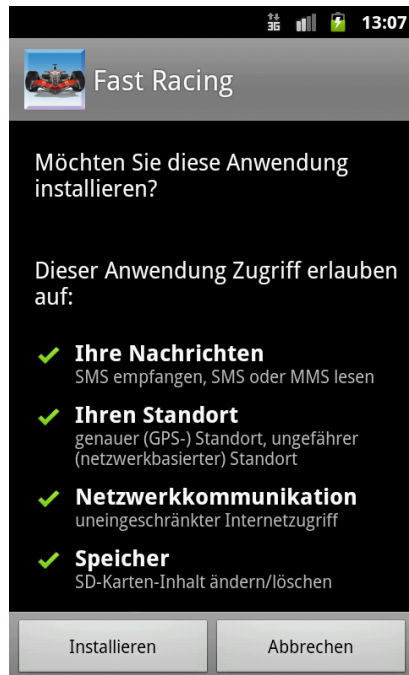 3G 13:07
Fast Racing
Möchten Sie diese Anwendung
installieren?
Dieser Anwendung Zugriff erlauben
auf:
Ihre Nachrichten
SMS empfangen, SMS oder MMS lesen
Ihren Standort
genauer (GPS-) Standort, ungefährer
(netzwerkbasierter) Standort
Netzwerkkommunikation
uneingeschränkter Internetzugriff
Speicher
SD-Karten-Inhalt ändern/löschen
Installieren Abbrechen